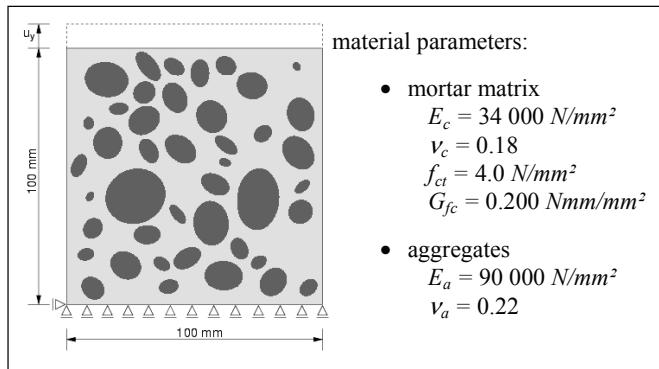 u_y
100 mm
100 mm
material parameters:
• mortar matrix
E_c = 34 000 N/mm²
ν_c = 0.18
f_ct = 4.0 N/mm²
G_fc = 0.200 Nmm/mm²
• aggregates
E_a = 90 000 N/mm²
ν_a = 0.22